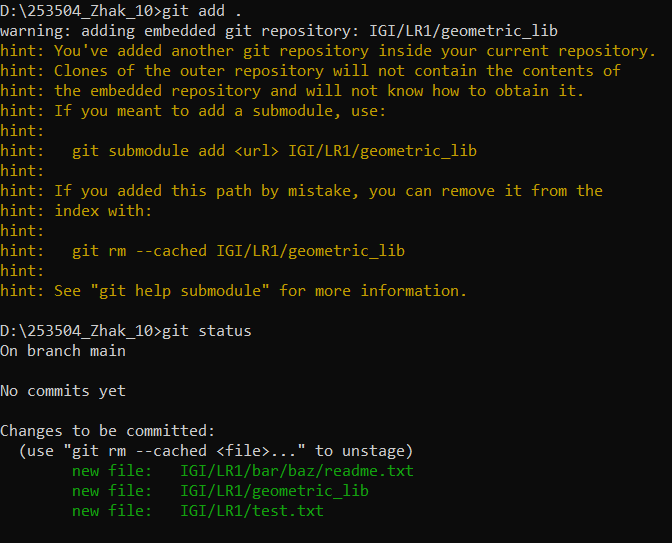 D:\253504_Zhak_10>git add .
warning: adding embedded git repository: IGI/LR1/geometric_lib
hint: You've added another git repository inside your current repository.
hint: Clones of the outer repository will not contain the contents of
hint: the embedded repository and will not know how to obtain it.
hint: If you meant to add a submodule, use:
hint:
hint:   git submodule add <url> IGI/LR1/geometric_lib
hint:
hint: If you added this path by mistake, you can remove it from the
hint: index with:
hint:
hint:   git rm --cached IGI/LR1/geometric_lib
hint:
hint: See "git help submodule" for more information.
D:\253504_Zhak_10>git status
On branch main
No commits yet
Changes to be committed:
  (use "git rm --cached <file>..." to unstage)
        new file:   IGI/LR1/bar/baz/readme.txt
        new file:   IGI/LR1/geometric_lib
        new file:   IGI/LR1/test.txt